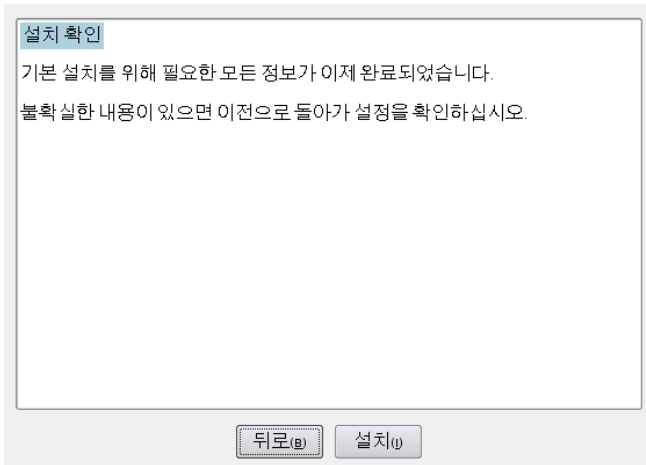 설치 확인
기본 설치를 위해 필요한 모든 정보가 이제 완료되었습니다.
불확실한 내용이 있으면 이전으로 돌아가 설정을 확인하십시오.
뒤로(B) 설치(I)